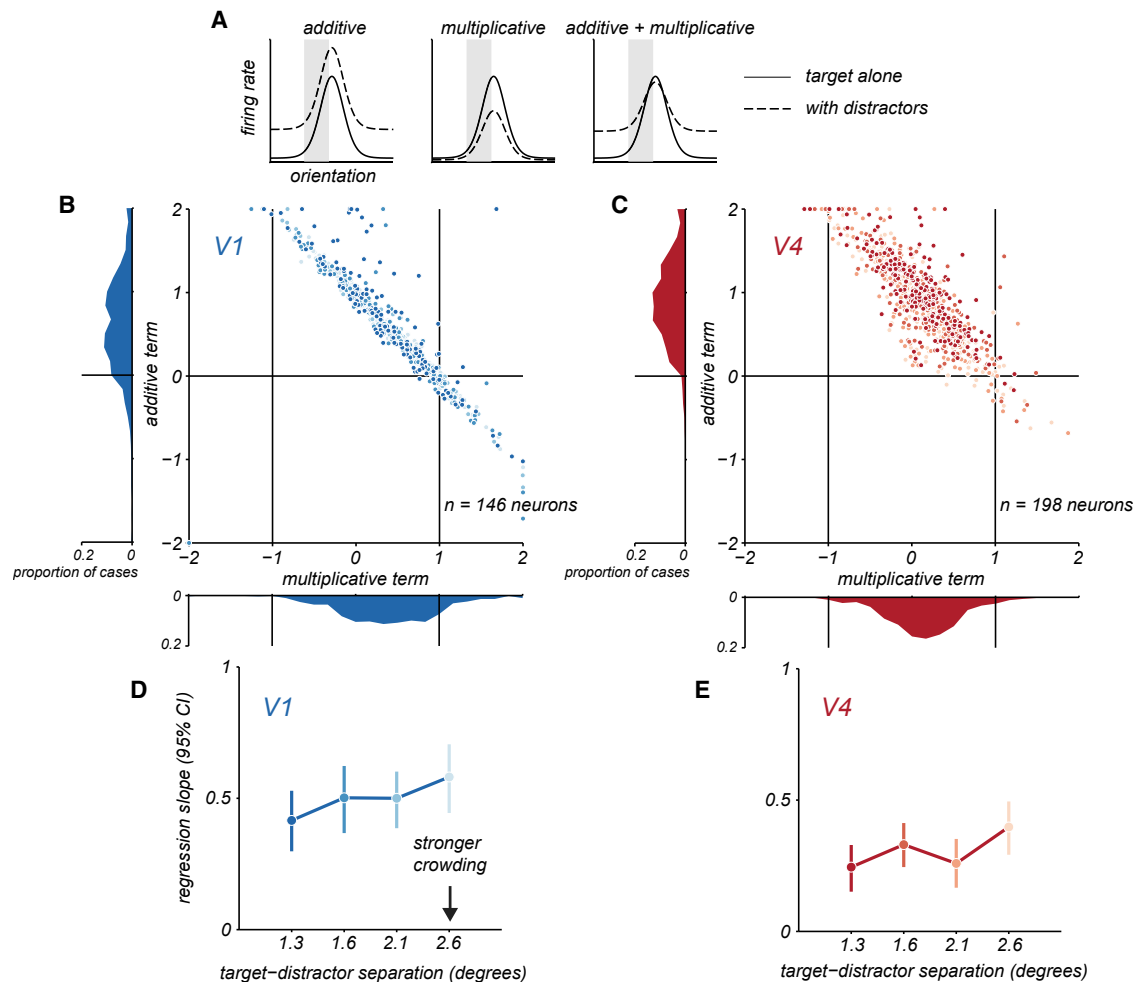 A
additive
multiplicative
additive + multiplicative
firing rate
orientation
target alone
with distractors
B
V1
2
1
0
−1
−2
additive term
0.2
0
proportion of cases
−2
−1
0
1
2
multiplicative term
n = 146 neurons
0
0.2
C
V4
2
1
0
−1
−2
additive term
0.2
0
proportion of cases
−2
−1
0
1
2
multiplicative term
n = 198 neurons
0
0.2
D
V1
1
0.5
0
regression slope (95% CI)
stronger
crowding
1.3
1.6
2.1
2.6
target−distractor separation (degrees)
E
V4
1
0.5
0
1.3
1.6
2.1
2.6
target−distractor separation (degrees)